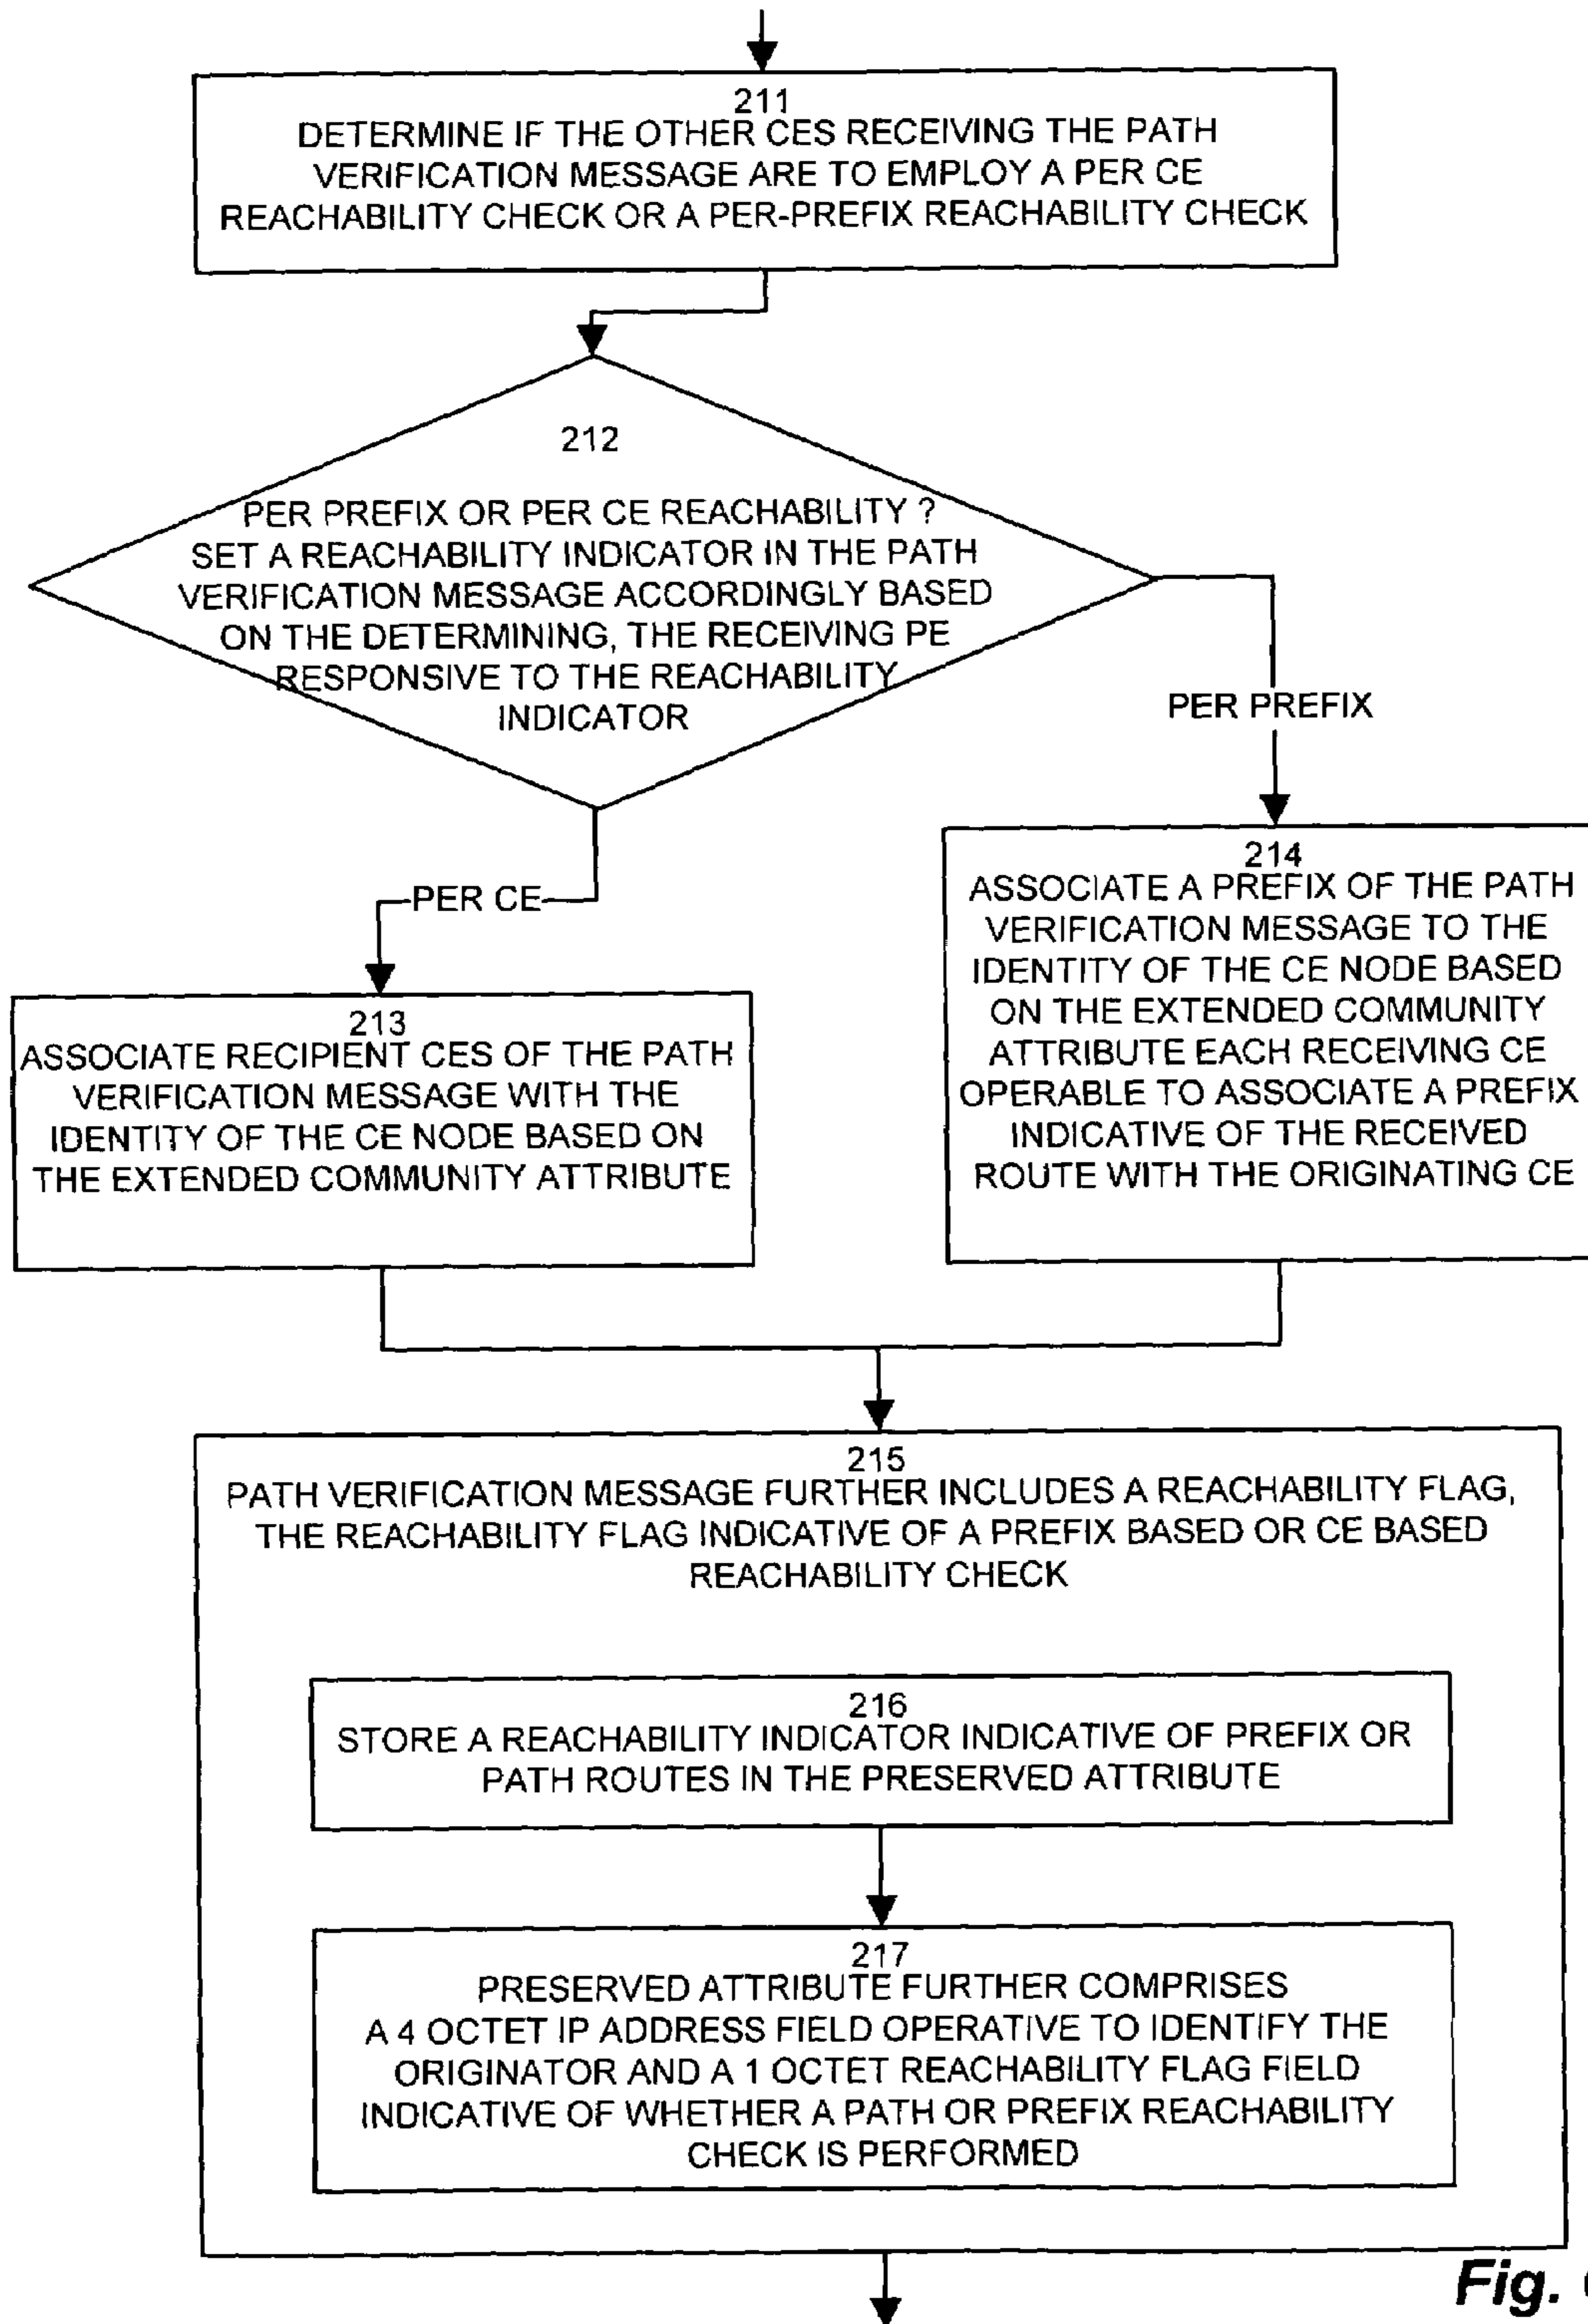 211
DETERMINE IF THE OTHER CES RECEIVING THE PATH
VERIFICATION MESSAGE ARE TO EMPLOY A PER CE
REACHABILITY CHECK OR A PER-PREFIX REACHABILITY CHECK
212
PER PREFIX OR PER CE REACHABILITY ?
SET A REACHABILITY INDICATOR IN THE PATH
VERIFICATION MESSAGE ACCORDINGLY BASED
ON THE DETERMINING, THE RECEIVING PE
RESPONSIVE TO THE REACHABILITY
INDICATOR
PER PREFIX
PER CE
213
ASSOCIATE RECIPIENT CES OF THE PATH
VERIFICATION MESSAGE WITH THE
IDENTITY OF THE CE NODE BASED ON
THE EXTENDED COMMUNITY ATTRIBUTE
214
ASSOCIATE A PREFIX OF THE PATH
VERIFICATION MESSAGE TO THE
IDENTITY OF THE CE NODE BASED
ON THE EXTENDED COMMUNITY
ATTRIBUTE EACH RECEIVING CE
OPERABLE TO ASSOCIATE A PREFIX
INDICATIVE OF THE RECEIVED
ROUTE WITH THE ORIGINATING CE
215
PATH VERIFICATION MESSAGE FURTHER INCLUDES A REACHABILITY FLAG,
THE REACHABILITY FLAG INDICATIVE OF A PREFIX BASED OR CE BASED
REACHABILITY CHECK
216
STORE A REACHABILITY INDICATOR INDICATIVE OF PREFIX OR
PATH ROUTES IN THE PRESERVED ATTRIBUTE
217
PRESERVED ATTRIBUTE FURTHER COMPRISES
A 4 OCTET IP ADDRESS FIELD OPERATIVE TO IDENTIFY THE
ORIGINATOR AND A 1 OCTET REACHABILITY FLAG FIELD
INDICATIVE OF WHETHER A PATH OR PREFIX REACHABILITY
CHECK IS PERFORMED
Fig.